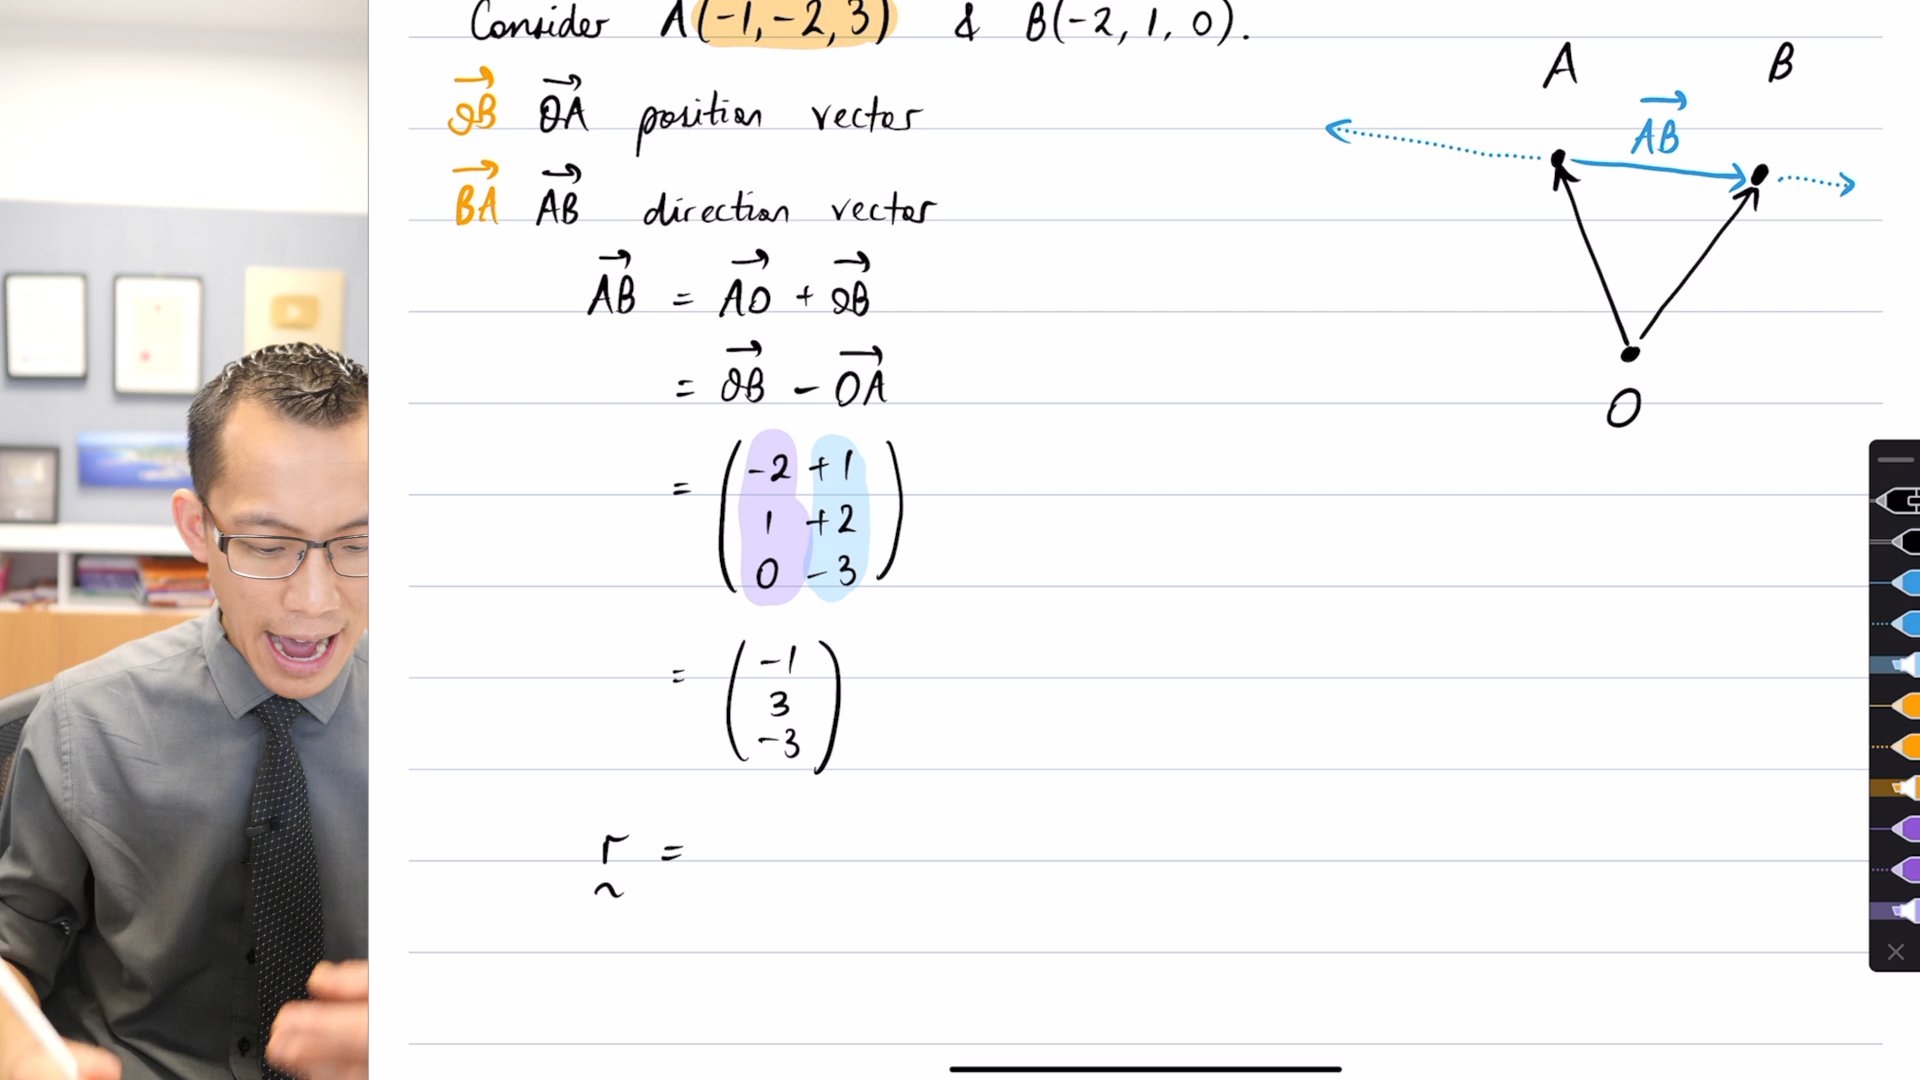 Consider A(-1, -2, 3) & B(-2, 1, 0).
→OB →OA position vector
→BA →AB direction vector
→AB = →AO + →OB
= →OB - →OA
= ( -2 +1
1 +2
0 -3 )
= ( -1
3
-3 )
r̰ =
A
B
→AB
O